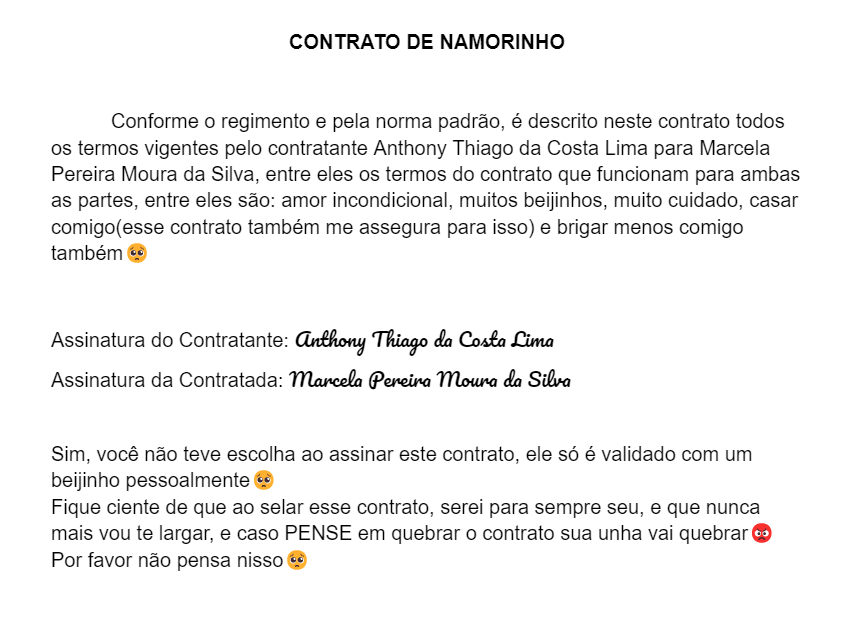 CONTRATO DE NAMORINHO
Conforme o regimento e pela norma padrão, é descrito neste contrato todos
os termos vigentes pelo contratante Anthony Thiago da Costa Lima para Marcela
Pereira Moura da Silva, entre eles os termos do contrato que funcionam para ambas
as partes, entre eles são: amor incondicional, muitos beijinhos, muito cuidado, casar
comigo(esse contrato também me assegura para isso) e brigar menos comigo
também🥺
Assinatura do Contratante: Anthony Thiago da Costa Lima
Assinatura da Contratada: Marcela Pereira Moura da Silva
Sim, você não teve escolha ao assinar este contrato, ele só é validado com um
beijinho pessoalmente🥺
Fique ciente de que ao selar esse contrato, serei para sempre seu, e que nunca
mais vou te largar, e caso PENSE em quebrar o contrato sua unha vai quebrar😡
Por favor não pensa nisso🥺